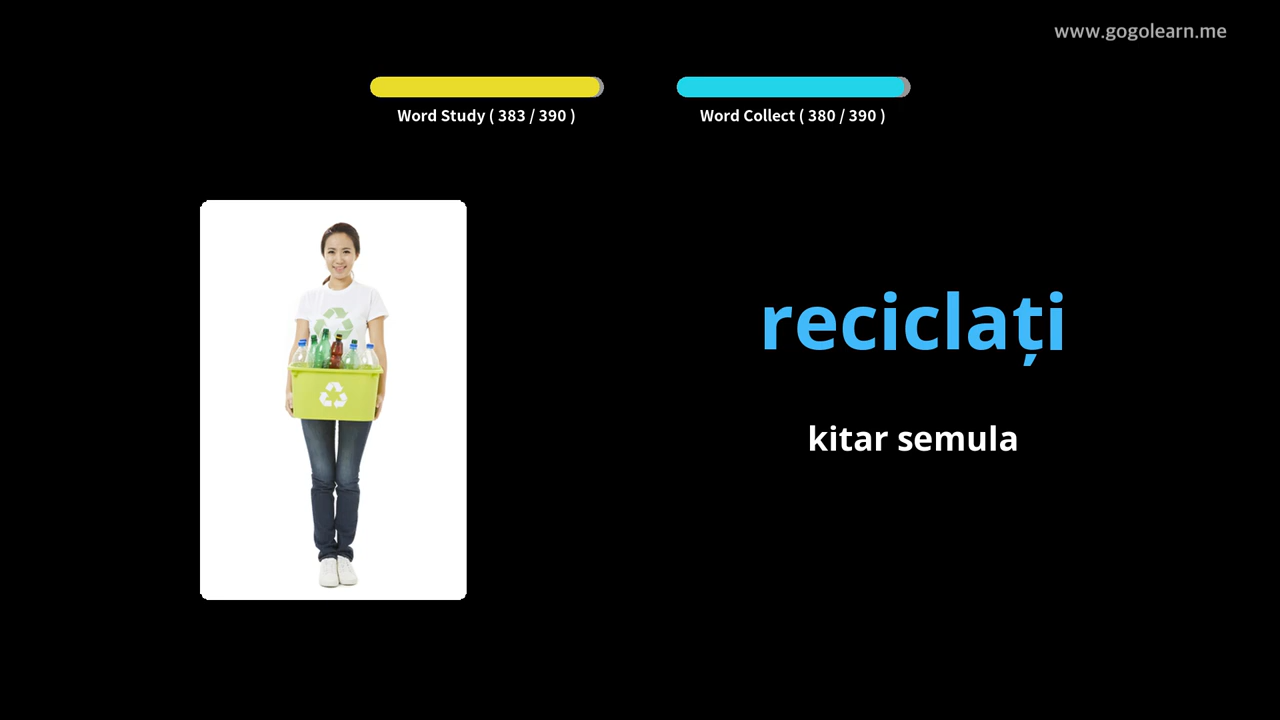 www.gogolearn.me
Word Study ( 383 / 390 )
Word Collect ( 380 / 390 )
reciclați
kitar semula